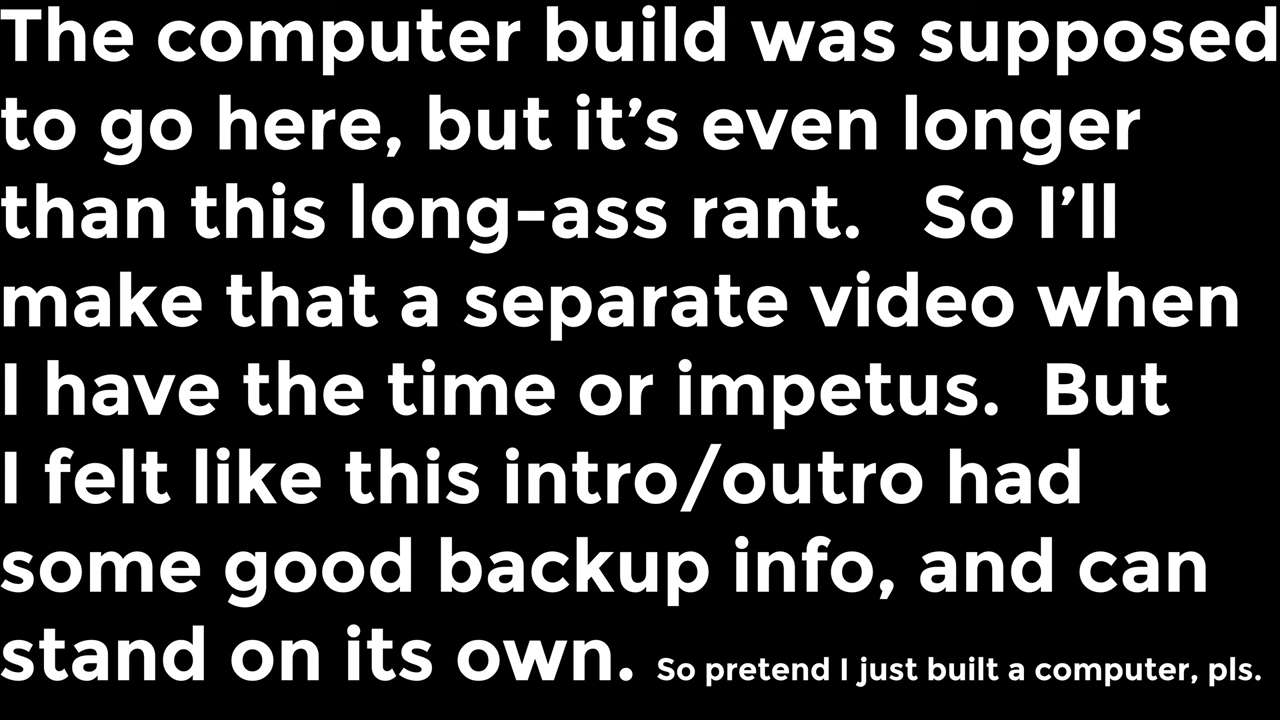 The computer build was supposed
to go here, but it’s even longer
than this long-ass rant.   So I’ll
make that a separate video when
I have the time or impetus.  But
I felt like this intro/outro had
some good backup info, and can
stand on its own. So pretend I just built a computer, pls.